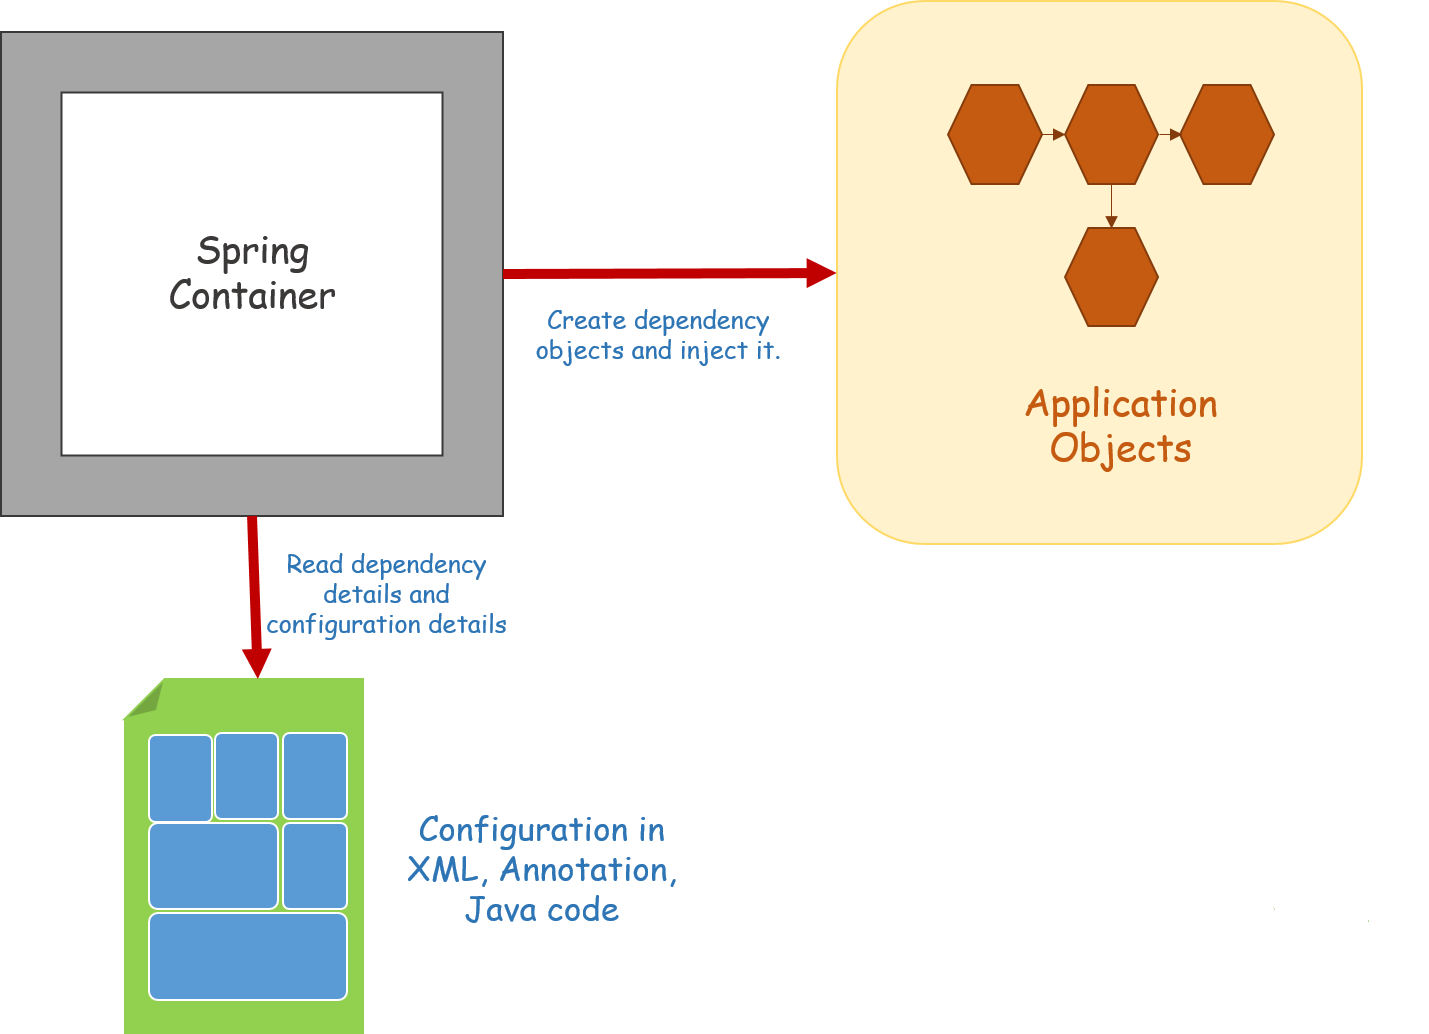 Spring
Container
Create dependency
objects and inject it.
Application
Objects
Read dependency
details and
configuration details
Configuration in
XML, Annotation,
Java code